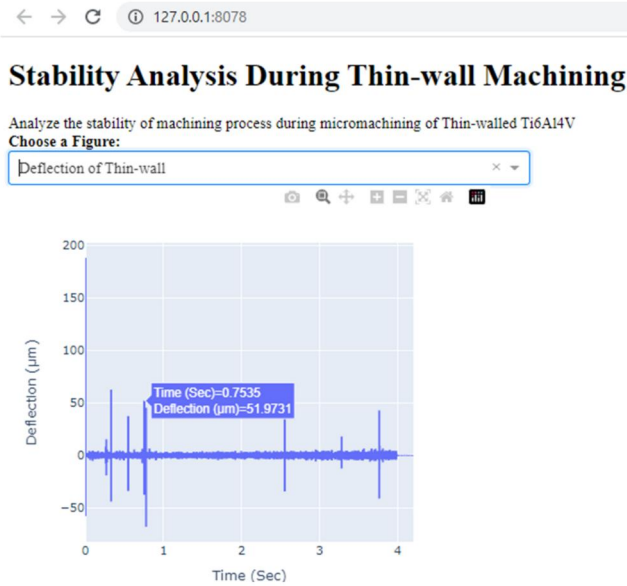 127.0.0.1:8078
Stability Analysis During Thin-wall Machining
Analyze the stability of machining process during micromachining of Thin-walled Ti6Al4V
Choose a Figure:
Deflection of Thin-wall
200
150
100
50
0
−50
Deflection (μm)
Time (Sec)=0.7535
Deflection (μm)=51.9731
0 1 2 3 4
Time (Sec)